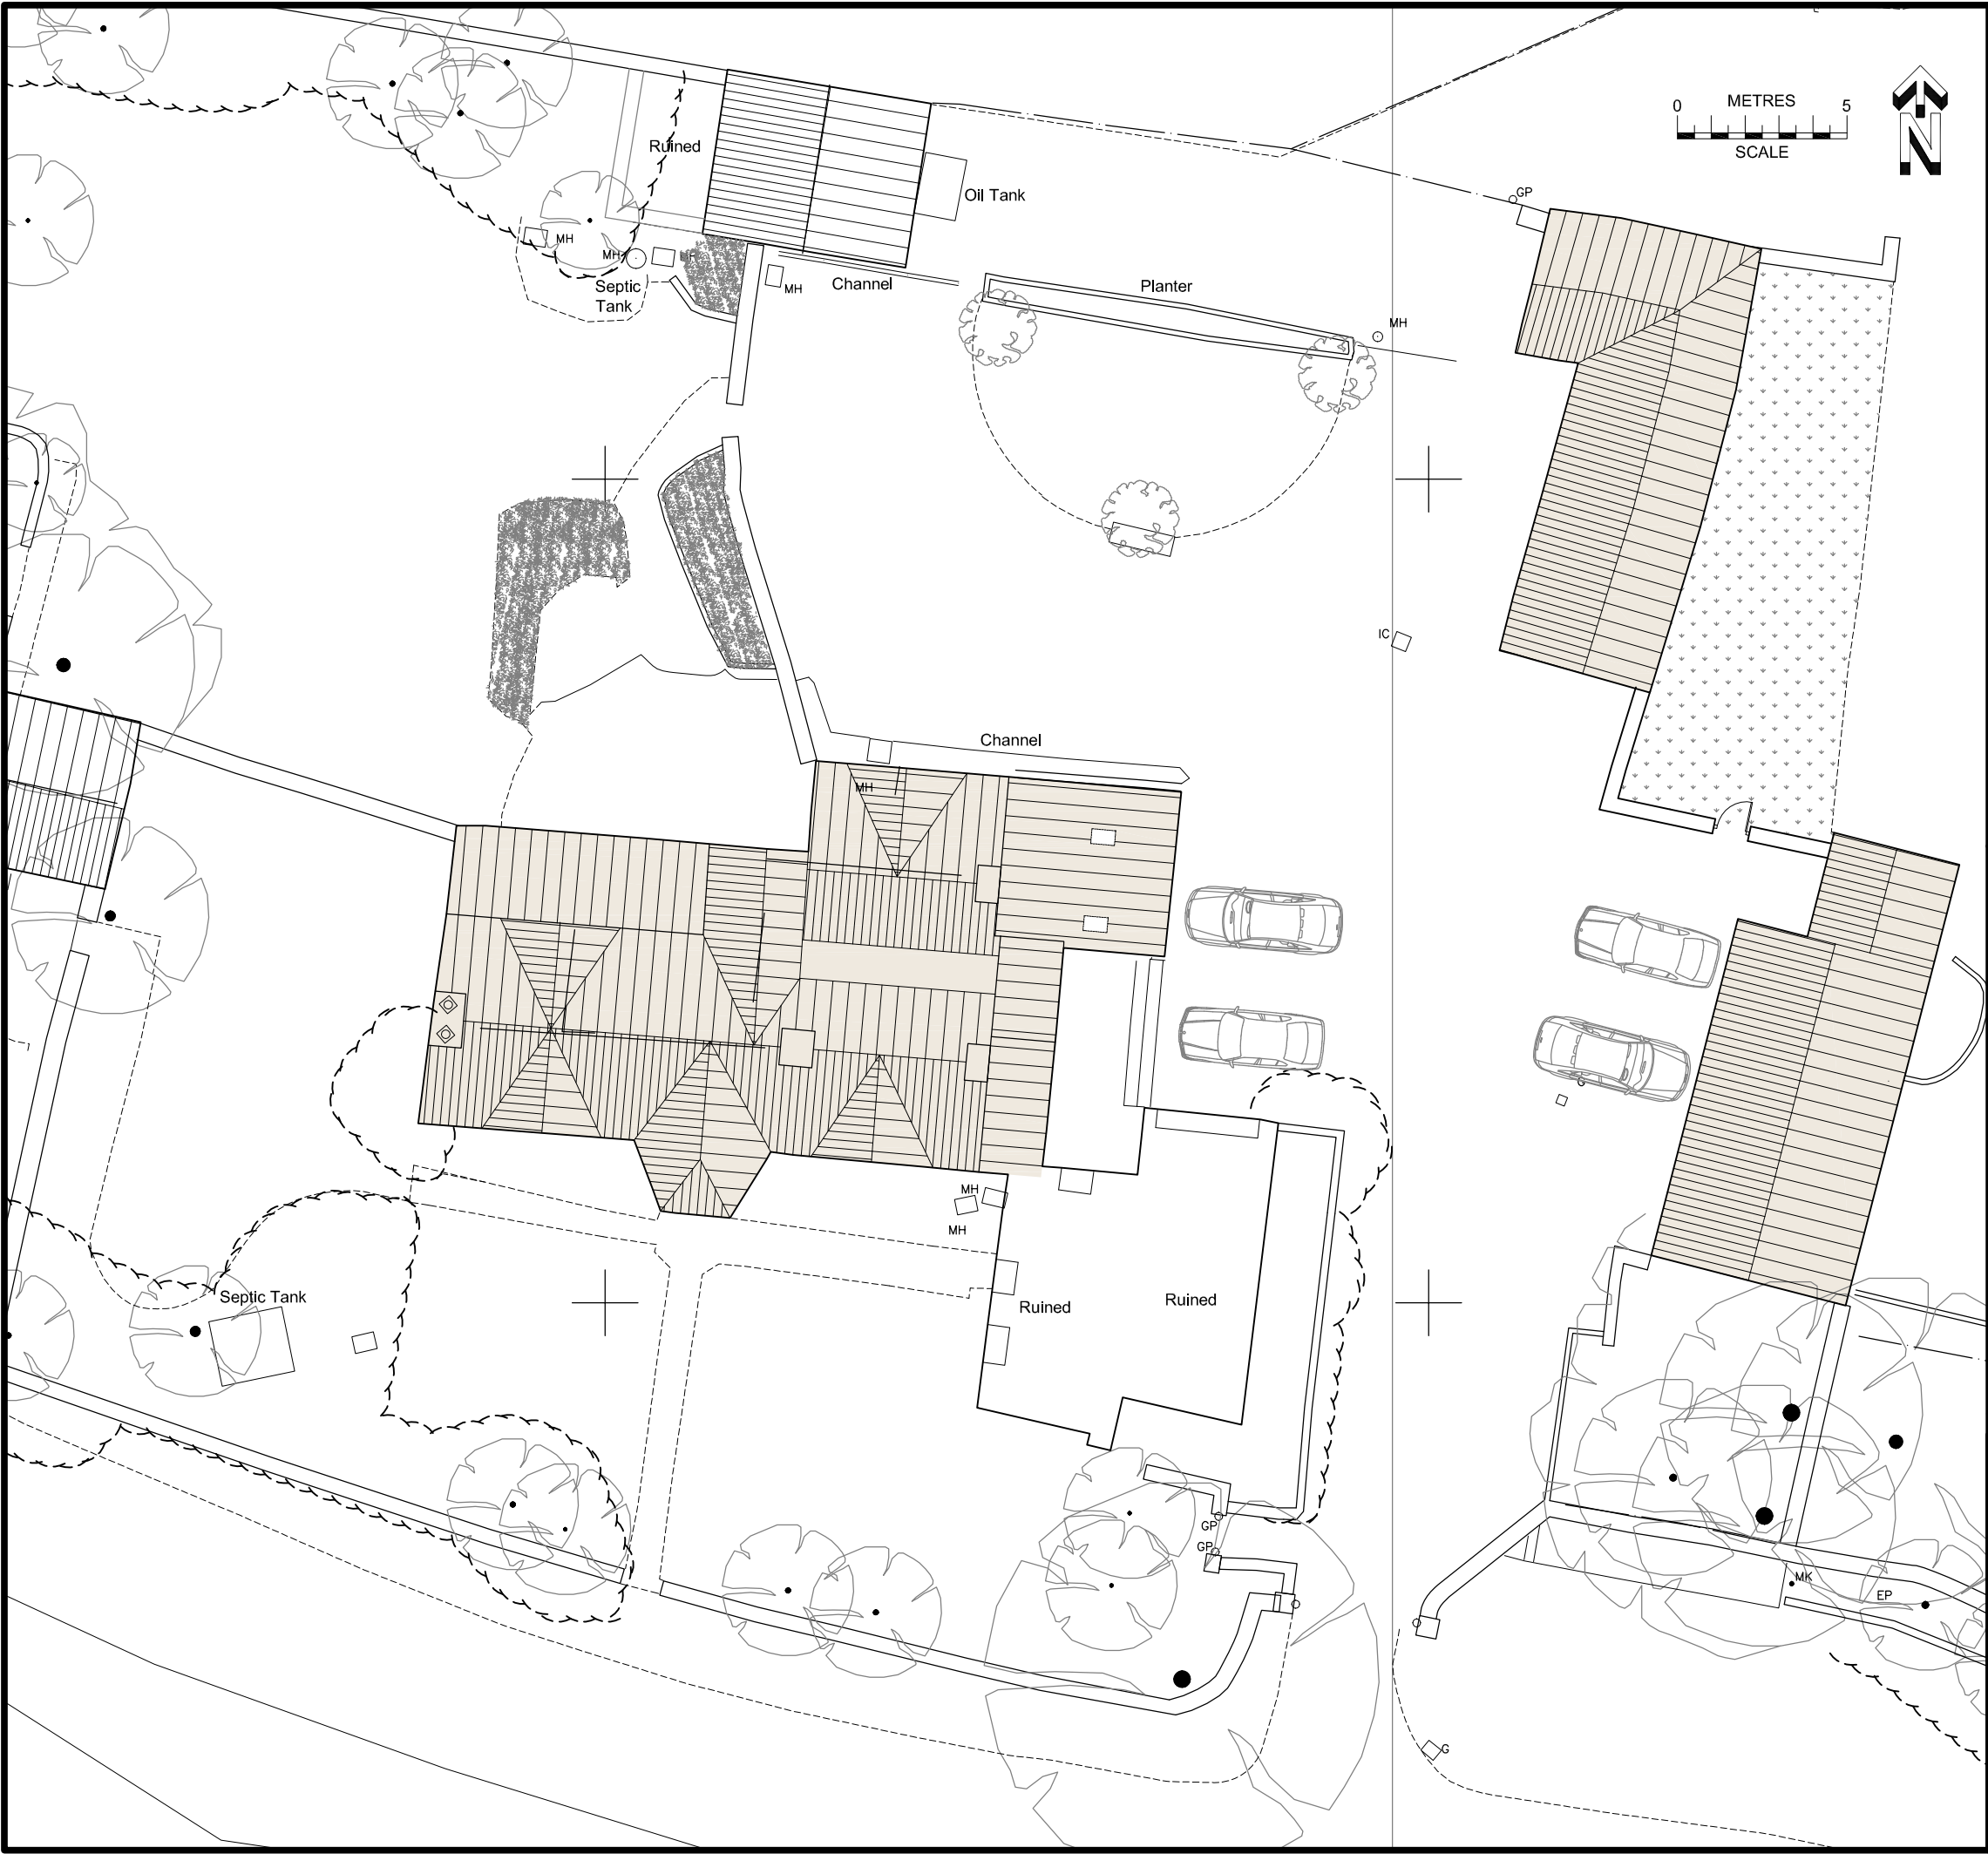 0 METRES 5
SCALE
N
Ruined
Oil Tank
GP
MH
MH
Septic
Tank
MH
Channel
Planter
MH
IC
Channel
MH
G
MH
MH
Septic Tank
Ruined
Ruined
GP
GP
MK
EP
G